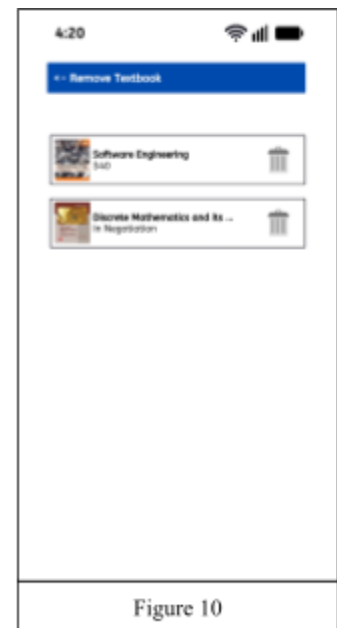 4:20
<- Remove Textbook
Software Engineering
$40
Discrete Mathematics and its ...
In Negotiation
Figure 10